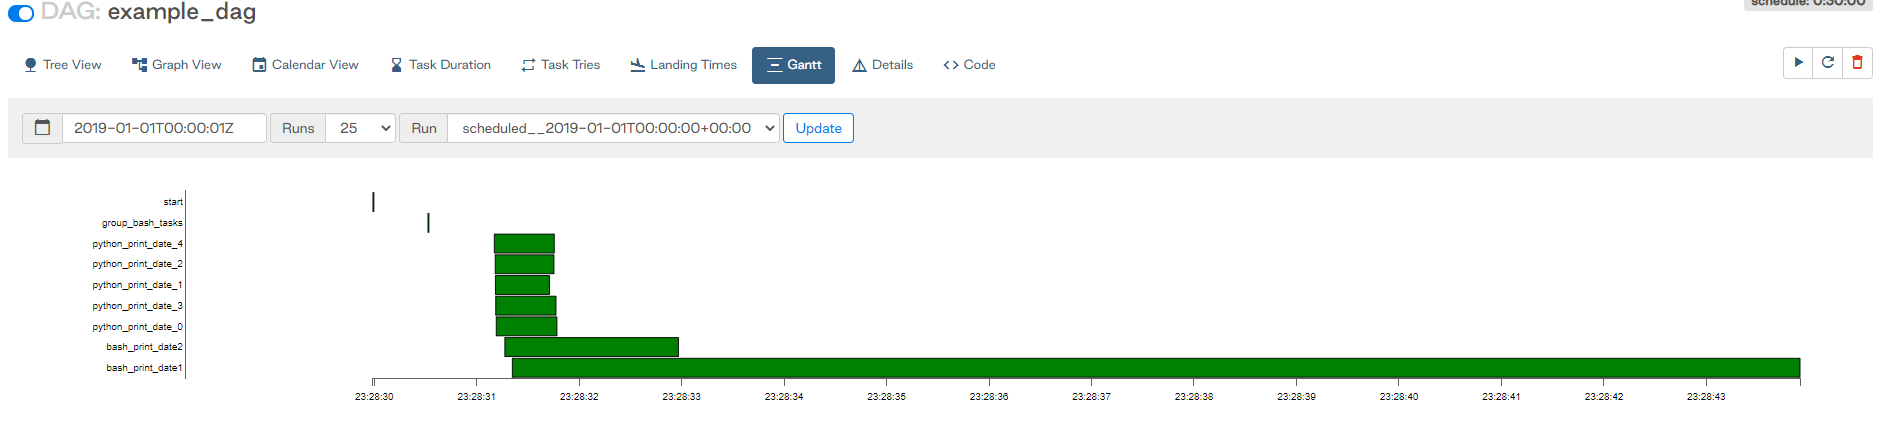 schedule: 0:30:00
DAG: example_dag
Tree View Graph View Calendar View Task Duration Task Tries Landing Times Gantt Details <> Code
2019-01-01T00:00:01Z Runs 25 Run scheduled__2019-01-01T00:00:00+00:00 Update
start
group_bash_tasks
python_print_date_4
python_print_date_2
python_print_date_1
python_print_date_3
python_print_date_0
bash_print_date2
bash_print_date1
23:28:30 23:28:31 23:28:32 23:28:33 23:28:34 23:28:35 23:28:36 23:28:37 23:28:38 23:28:39 23:28:40 23:28:41 23:28:42 23:28:43